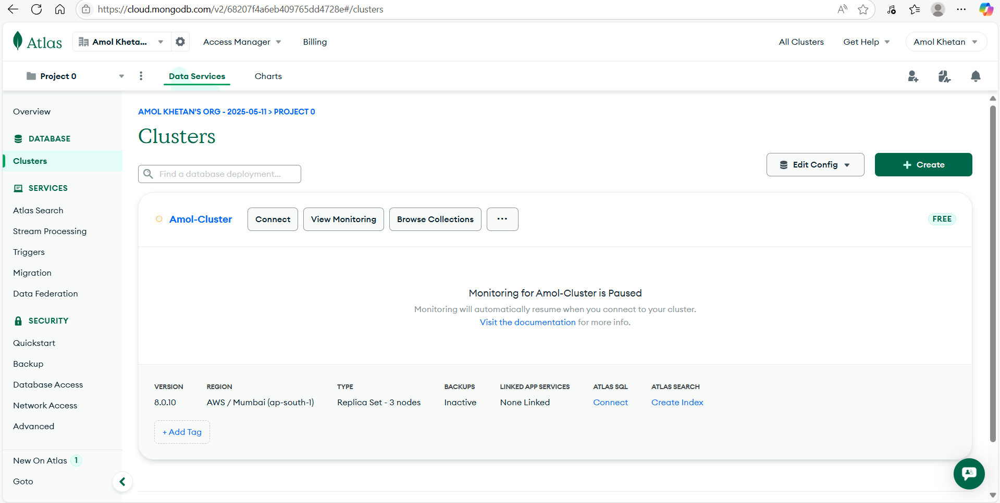 https://cloud.mongodb.com/v2/68207f4a6eb409765dd4728e#/clusters
Atlas Amol Kheta... Access Manager Billing All Clusters Get Help Amol Khetan
Project 0 Data Services Charts
Overview
DATABASE
Clusters
SERVICES
Atlas Search
Stream Processing
Triggers
Migration
Data Federation
SECURITY
Quickstart
Backup
Database Access
Network Access
Advanced
New On Atlas 1
Goto
AMOL KHETAN'S ORG - 2025-05-11 > PROJECT 0
Clusters
Find a database deployment...
Edit Config + Create
Amol-Cluster Connect View Monitoring Browse Collections ... FREE
Monitoring for Amol-Cluster is Paused
Monitoring will automatically resume when you connect to your cluster.
Visit the documentation for more info.
VERSION REGION TYPE BACKUPS LINKED APP SERVICES ATLAS SQL ATLAS SEARCH
8.0.10 AWS / Mumbai (ap-south-1) Replica Set - 3 nodes Inactive None Linked Connect Create Index
+ Add Tag